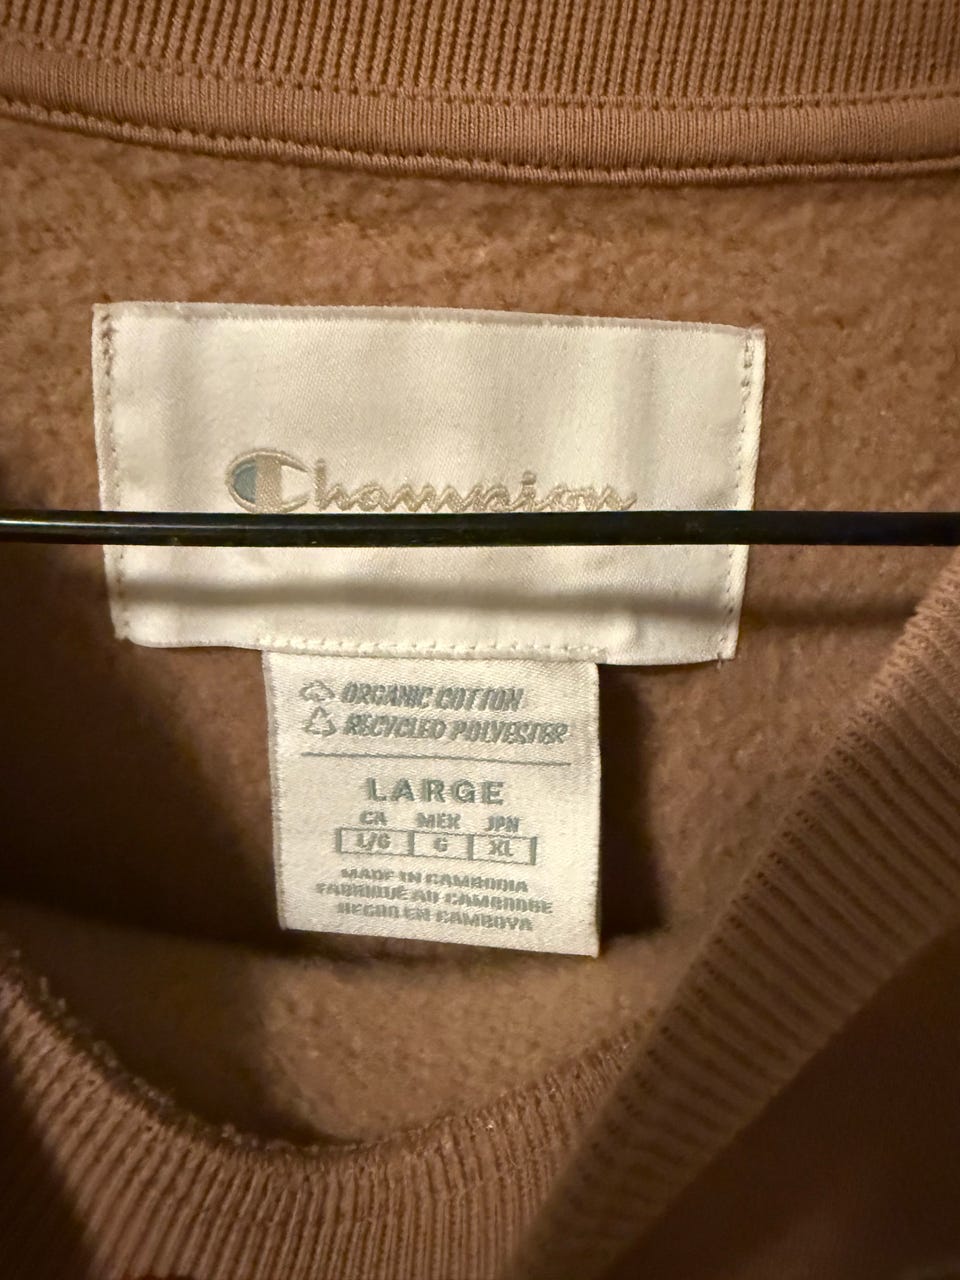 Champion
ORGANIC COTTON
RECYCLED POLYESTER
LARGE
CA MEX JPN
L/G G XL
MADE IN CAMBODIA
FABRIQUÉ AU CAMBODGE
HECHO EN CAMBOYA